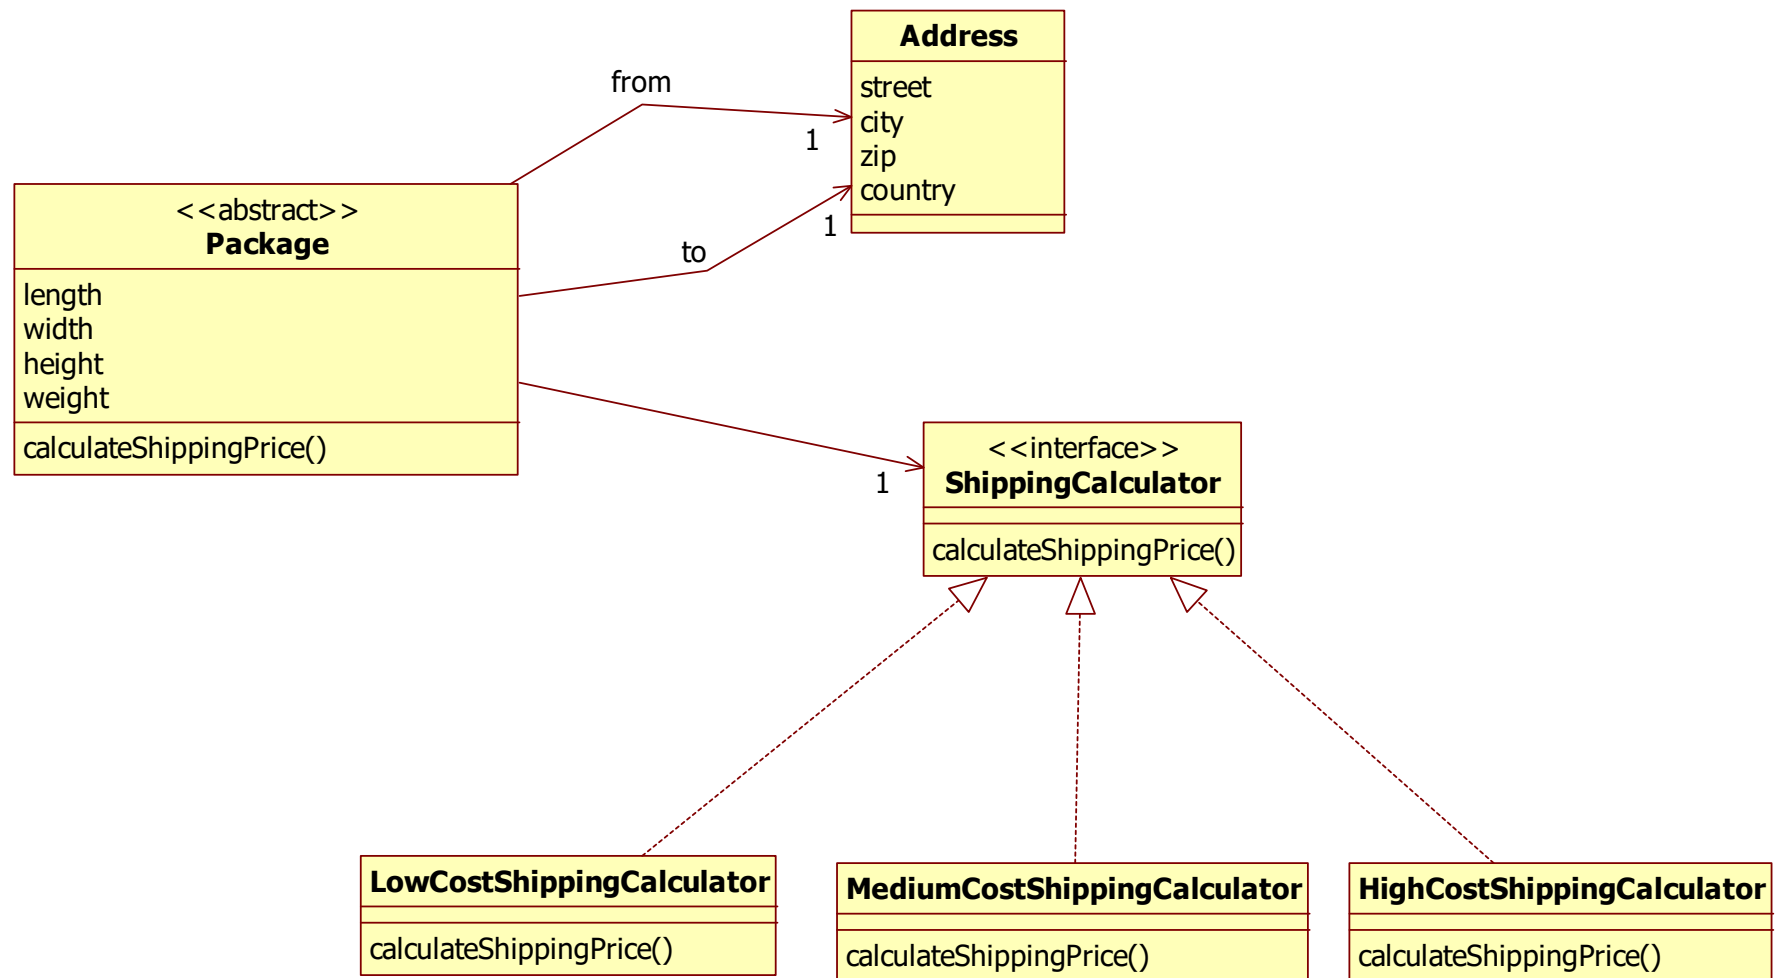 Address
street
city
zip
country
from
1
to
1
<<abstract>>
Package
length
width
height
weight
calculateShippingPrice()
1
<<interface>>
ShippingCalculator
calculateShippingPrice()
LowCostShippingCalculator
calculateShippingPrice()
MediumCostShippingCalculator
calculateShippingPrice()
HighCostShippingCalculator
calculateShippingPrice()